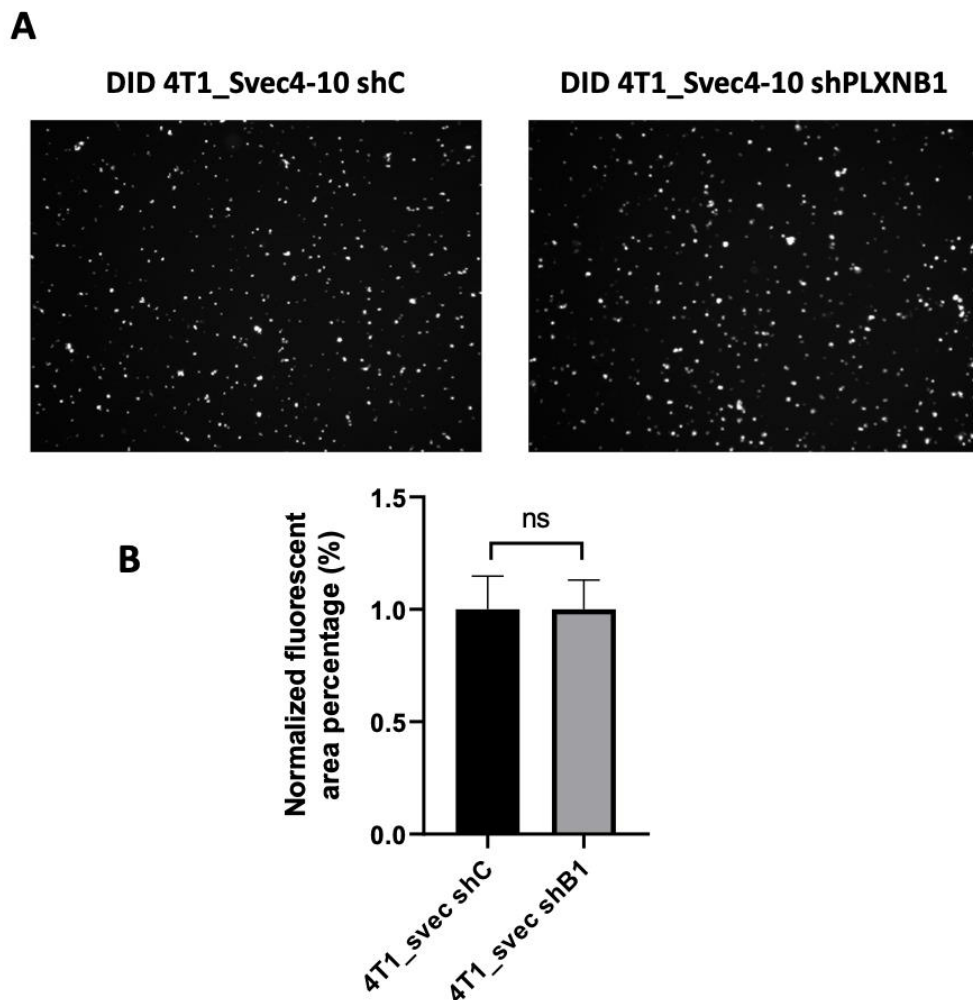 A
DID 4T1_Svec4-10 shC
DID 4T1_Svec4-10 shPLXNB1
B
Normalized fluorescent
area percentage (%)
1.5
1.0
0.5
0.0
ns
4T1_svec shC
4T1_svec shB1